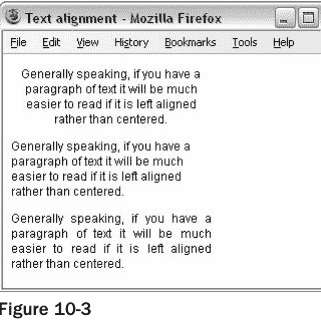 Text alignment - Mozilla Firefox
File Edit View History Bookmarks Tools Help
Generally speaking, if you have a
paragraph of text it will be much
easier to read if it is left aligned
rather than centered.
Generally speaking, if you have a
paragraph of text it will be much
easier to read if it is left aligned
rather than centered.
Generally speaking, if you have a
paragraph of text it will be much
easier to read if it is left aligned
rather than centered.
Figure 10-3